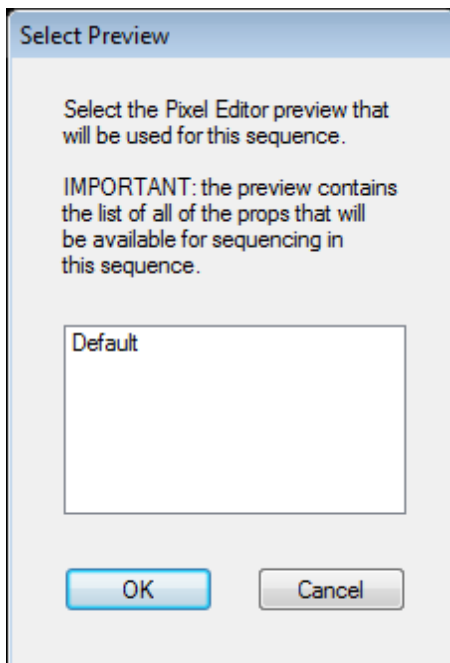 Select Preview
Select the Pixel Editor preview that
will be used for this sequence.
IMPORTANT: the preview contains
the list of all of the props that will
be available for sequencing in
this sequence.
Default
OK
Cancel